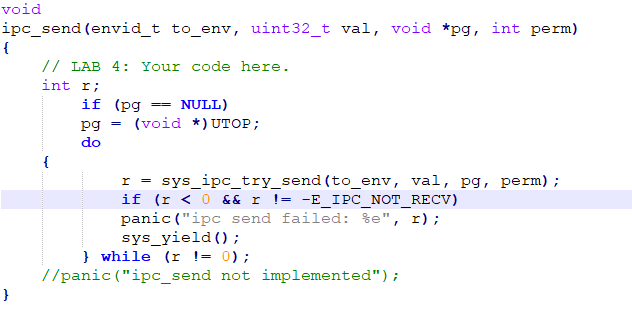 void
ipc_send(envid_t to_env, uint32_t val, void *pg, int perm)
{
    // LAB 4: Your code here.
    int r;
        if (pg == NULL)
        pg = (void *)UTOP;
        do
    {
            r = sys_ipc_try_send(to_env, val, pg, perm);
            if (r < 0 && r != -E_IPC_NOT_RECV)
            panic("ipc send failed: %e", r);
            sys_yield();
        } while (r != 0);
    //panic("ipc_send not implemented");
}